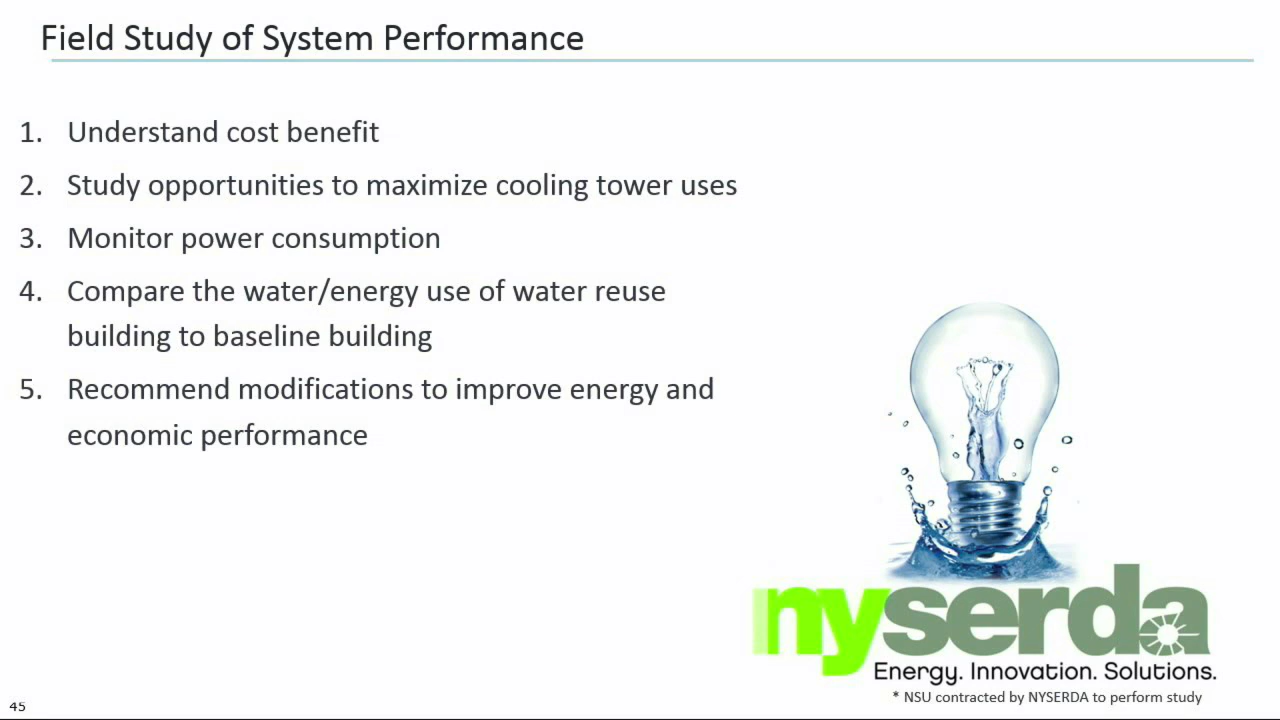 Field Study of System Performance
1. Understand cost benefit
2. Study opportunities to maximize cooling tower uses
3. Monitor power consumption
4. Compare the water/energy use of water reuse
building to baseline building
5. Recommend modifications to improve energy and
economic performance
nyserda
Energy. Innovation. Solutions.
* NSU contracted by NYSERDA to perform study
45